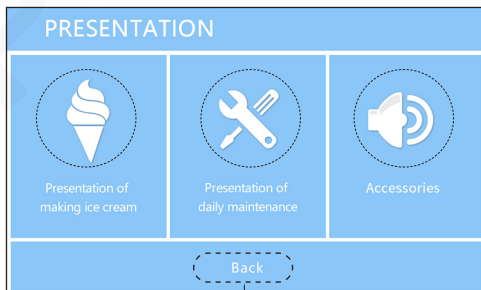 PRESENTATION
Presentation of
making ice cream
Presentation of
daily maintenance
Accessories
Back